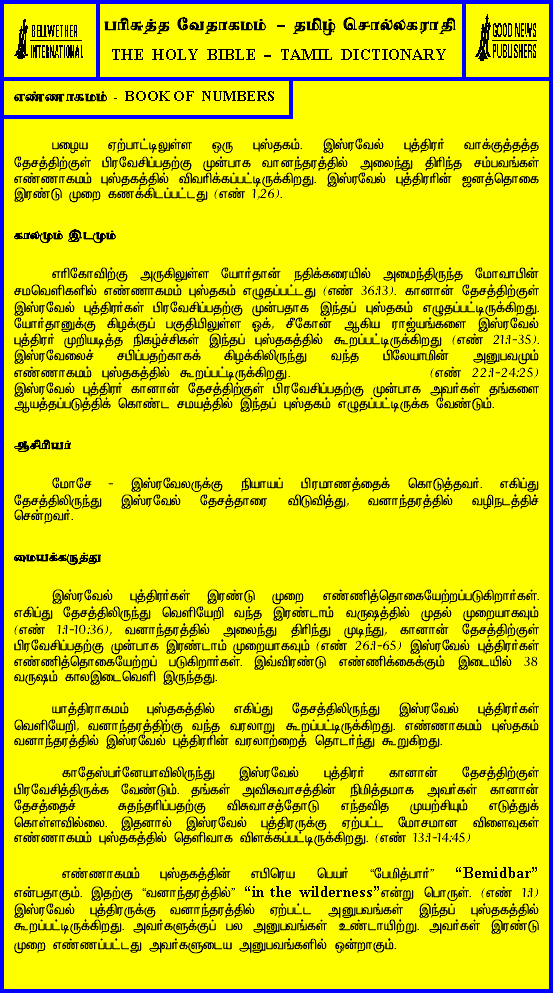 BELLWETHER
INTERNATIONAL
பரிசுத்த வேதாகமம் – தமிழ் சொல்லகராதி
THE HOLY BIBLE – TAMIL DICTIONARY
GOOD NEWS
PUBLISHERS
எண்ணாகமம் - BOOK OF NUMBERS
பழைய ஏற்பாட்டிலுள்ள ஒரு புஸ்தகம். இஸ்ரவேல் புத்திரர் வாக்குத்தத்த
தேசத்திற்குள் பிரவேசிப்பதற்கு முன்பாக வானந்தரத்தில் அலைந்து திரிந்த சம்பவங்கள்
எண்ணாகமம் புஸ்தகத்தில் விவரிக்கப்பட்டிருக்கிறது. இஸ்ரவேல் புத்திரரின் ஜனத்தொகை
இரண்டு முறை கணக்கிடப்பட்டது (எண் 1,26).
காலமும் இடமும்
எரிகோவிற்கு அருகிலுள்ள யோர்தான் நதிக்கரையில் அமைந்திருந்த மோவாபின்
சமவெளிகளில் எண்ணாகமம் புஸ்தகம் எழுதப்பட்டது (எண் 36:13). கானான் தேசத்திற்குள்
இஸ்ரவேல் புத்திரர்கள் பிரவேசிப்பதற்கு முன்பதாக இந்தப் புஸ்தகம் எழுதப்பட்டிருக்கிறது.
யோர்தானுக்கு கிழக்குப் பகுதியிலுள்ள ஓக், சீகோன் ஆகிய ராஜ்யங்களை இஸ்ரவேல்
புத்திரர் முறியடித்த நிகழ்ச்சிகள் இந்தப் புஸ்தகத்தில் கூறப்பட்டிருக்கிறது (எண் 21:1-35).
இஸ்ரவேலைச் சபிப்பதற்காகக் கிழக்கிலிருந்து வந்த பிலேயாமின் அனுபவமும்
எண்ணாகமம் புஸ்தகத்தில் கூறப்பட்டிருக்கிறது. (எண் 22:1-24:25)
இஸ்ரவேல் புத்திரர் கானான் தேசத்திற்குள் பிரவேசிப்பதற்கு முன்பாக அவர்கள் தங்களை
ஆயத்தப்படுத்திக் கொண்ட சமயத்தில் இந்தப் புஸ்தகம் எழுதப்பட்டிருக்க வேண்டும்.
ஆசிரியர்
மோசே - இஸ்ரவேலருக்கு நியாயப் பிரமாணத்தைக் கொடுத்தவர். எகிப்து
தேசத்திலிருந்து இஸ்ரவேல் தேசத்தாரை விடுவித்து, வனாந்தரத்தில் வழிநடத்திச்
சென்றவர்.
மையக்கருத்து
இஸ்ரவேல் புத்திரர்கள் இரண்டு முறை எண்ணித்தொகையேற்றப்படுகிறார்கள்.
எகிப்து தேசத்திலிருந்து வெளியேறி வந்த இரண்டாம் வருஷத்தில் முதல் முறையாகவும்
(எண் 1:1-10:36), வனாந்தரத்தில் அலைந்து திரிந்து முடிந்து, கானான் தேசத்திற்குள்
பிரவேசிப்பதற்கு முன்பாக இரண்டாம் முறையாகவும் (எண் 26:1-65) இஸ்ரவேல் புத்திரர்கள்
எண்ணித்தொகையேற்றப் படுகிறார்கள். இவ்விரண்டு எண்ணிக்கைக்கும் இடையில் 38
வருஷம் காலஇடைவெளி இருந்தது.
யாத்திராகமம் புஸ்தகத்தில் எகிப்து தேசத்திலிருந்து இஸ்ரவேல் புத்திரர்கள்
வெளியேறி, வனாந்தரத்திற்கு வந்த வரலாறு கூறப்பட்டிருக்கிறது. எண்ணாகமம் புஸ்தகம்
வனாந்தரத்தில் இஸ்ரவேல் புத்திரரின் வரலாற்றைத் தொடர்ந்து கூறுகிறது.
காதேஸ்பர்னேயாவிலிருந்து இஸ்ரவேல் புத்திரர் கானான் தேசத்திற்குள்
பிரவேசித்திருக்க வேண்டும். தங்கள் அவிசுவாசத்தின் நிமித்தமாக அவர்கள் கானான்
தேசத்தைச் சுதந்தரிப்பதற்கு விசுவாசத்தோடு எந்தவித முயற்சியும் எடுத்துக்
கொள்ளவில்லை. இதனால் இஸ்ரவேல் புத்திரருக்கு ஏற்பட்ட மோசமான விளைவுகள்
எண்ணாகமம் புஸ்தகத்தில் தெளிவாக விளக்கப்பட்டிருக்கிறது. (எண் 13:1-14:45)
எண்ணாகமம் புஸ்தகத்தின் எபிரெய பெயர் “பேமித்பார்” “Bemidbar”
என்பதாகும். இதற்கு “வனாந்தரத்தில்” “in the wilderness”என்று பொருள். (எண் 1:1)
இஸ்ரவேல் புத்திரருக்கு வனாந்தரத்தில் ஏற்பட்ட அனுபவங்கள் இந்தப் புஸ்தகத்தில்
கூறப்பட்டிருக்கிறது. அவர்களுக்குப் பல அனுபவங்கள் உண்டாயிற்று. அவர்கள் இரண்டு
முறை எண்ணப்பட்டது அவர்களுடைய அனுபவங்களில் ஒன்றாகும்.